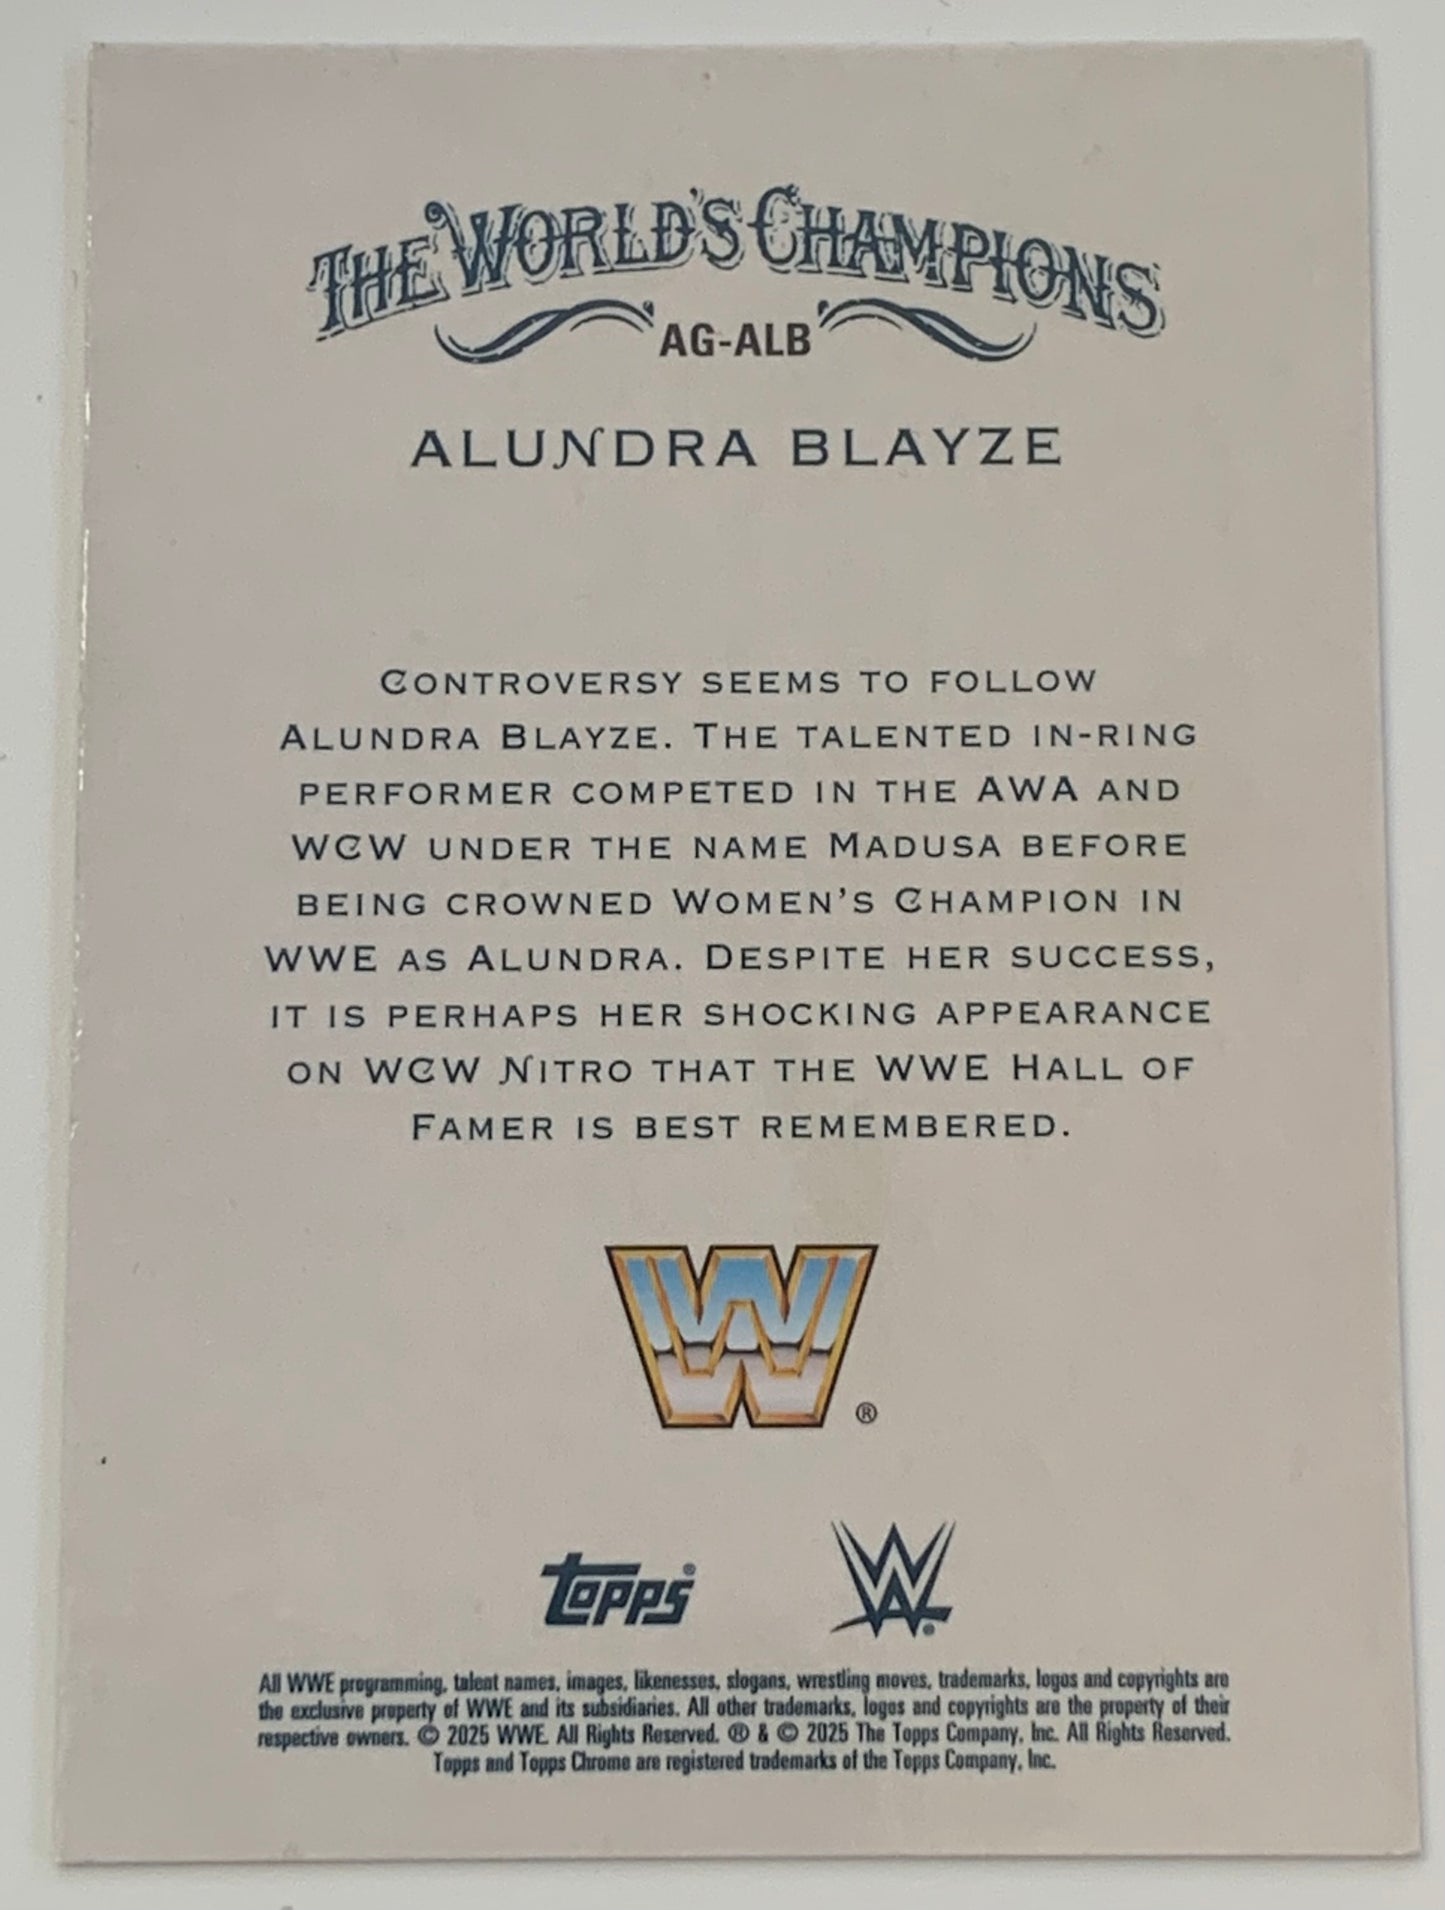 THE WORLD'S CHAMPIONS
AG-ALB
ALUNDRA BLAYZE
CONTROVERSY SEEMS TO FOLLOW
ALUNDRA BLAYZE. THE TALENTED IN-RING
PERFORMER COMPETED IN THE AWA AND
WCW UNDER THE NAME MADUSA BEFORE
BEING CROWNED WOMEN'S CHAMPION IN
WWE AS ALUNDRA. DESPITE HER SUCCESS,
IT IS PERHAPS HER SHOCKING APPEARANCE
ON WCW NITRO THAT THE WWE HALL OF
FAMER IS BEST REMEMBERED.
W ®
topps® W®
All WWE programming, talent names, images, likenesses, slogans, wrestling moves, trademarks, logos and copyrights are
the exclusive property of WWE and its subsidiaries. All other trademarks, logos and copyrights are the property of their
respective owners. © 2025 WWE. All Rights Reserved. ® & © 2025 The Topps Company, Inc. All Rights Reserved.
Topps and Topps Chrome are registered trademarks of the Topps Company, Inc.